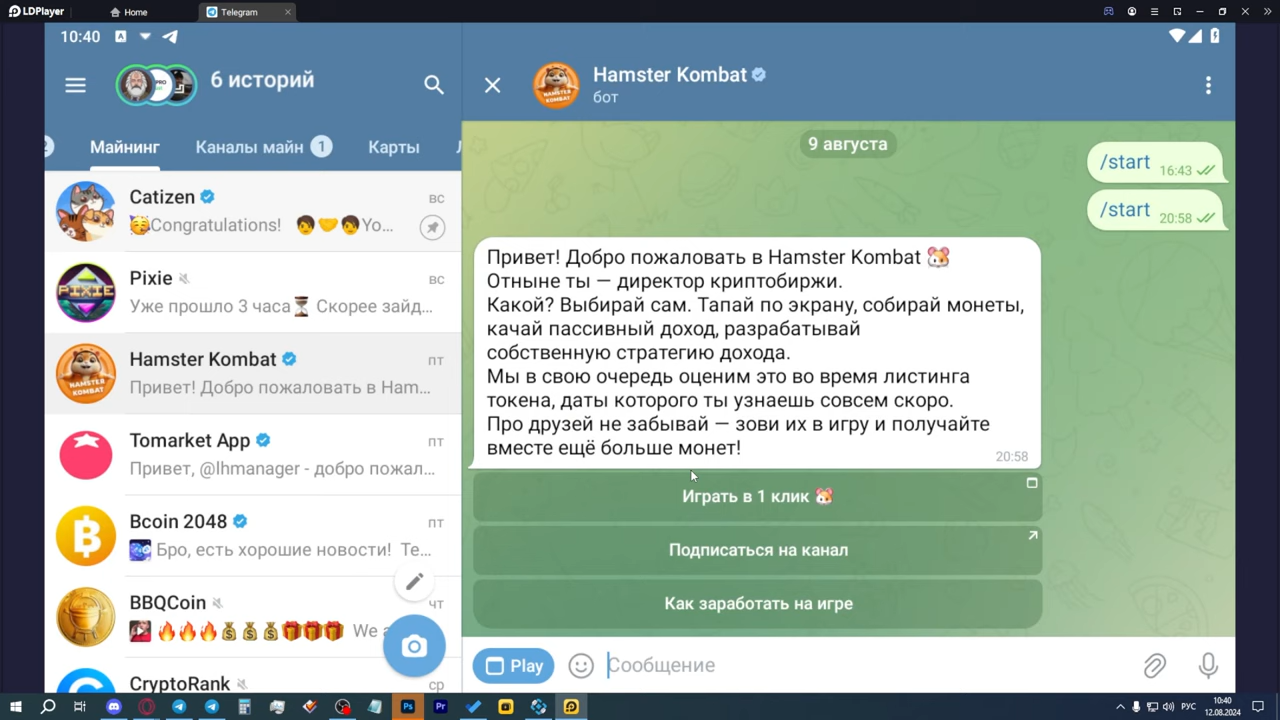 LDPlayer
Home
Telegram
10:40
6 историй
Майнинг
Каналы майн 1
Карты
Catizen
вс
🥳Congratulations! 👦🤝👦Yo...
Pixie
вс
Уже прошло 3 часа⏳ Скорее зайд...
Hamster Kombat
пт
Привет! Добро пожаловать в Ham...
Tomarket App
пт
Привет, @lhmanager - добро пожал...
Bcoin 2048
пт
Бро, есть хорошие новости! Те...
BBQCoin
чт
🔥🔥🔥💰💰💰🎁🎁🎁 We a
CryptoRank
ср
Hamster Kombat
бот
9 августа
/start 16:43
/start 20:58
Привет! Добро пожаловать в Hamster Kombat 🐹
Отныне ты — директор криптобиржи.
Какой? Выбирай сам. Тапай по экрану, собирай монеты,
качай пассивный доход, разрабатывай
собственную стратегию дохода.
Мы в свою очередь оценим это во время листинга
токена, даты которого ты узнаешь совсем скоро.
Про друзей не забывай — зови их в игру и получайте
вместе ещё больше монет!
20:58
Играть в 1 клик 🐹
Подписаться на канал
Как заработать на игре
Play
Сообщение
РУС
10:40
12.08.2024